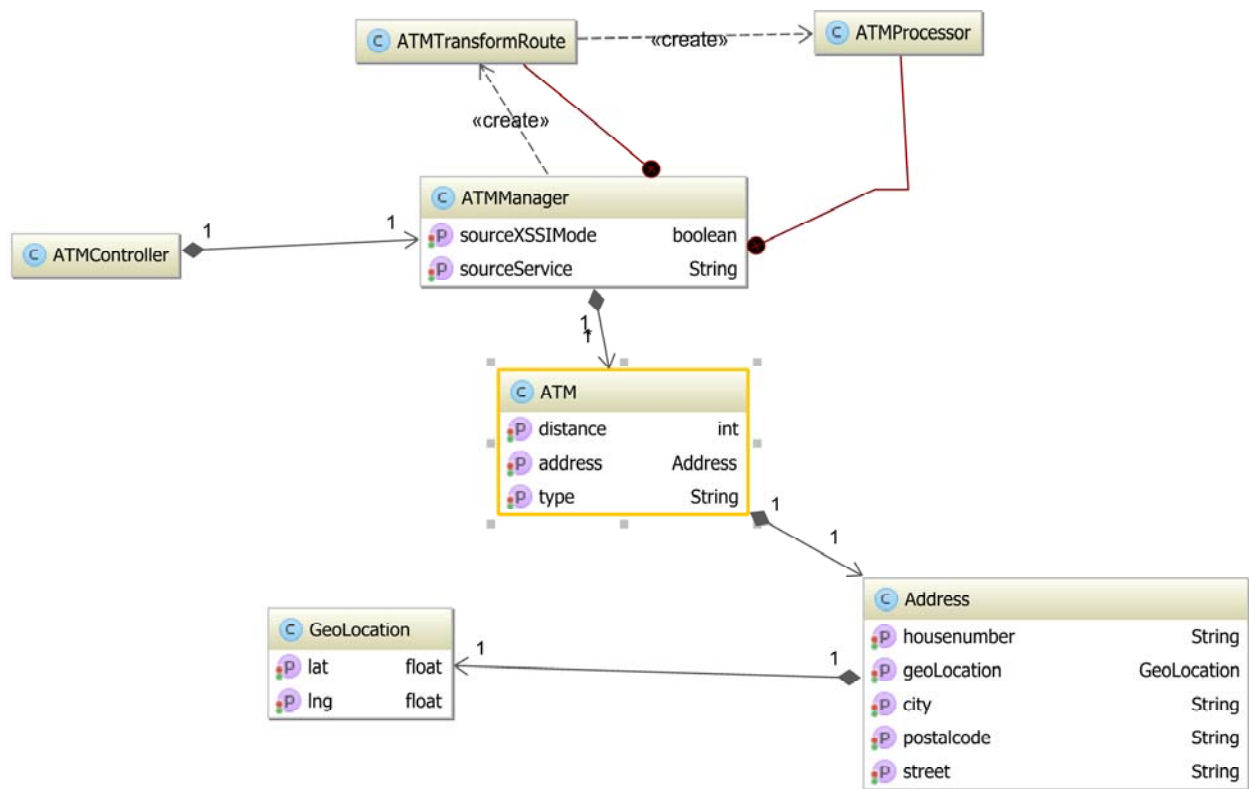 C ATMTransformRoute
«create»
C ATMProcessor
«create»
C ATMManager
P sourceXSSIMode boolean
P sourceService String
1
1
C ATMController
1
*
C ATM
P distance int
P address Address
P type String
1
1
C Address
P housenumber String
P geoLocation GeoLocation
P city String
P postalcode String
P street String
C GeoLocation
P lat float
P lng float
1
1